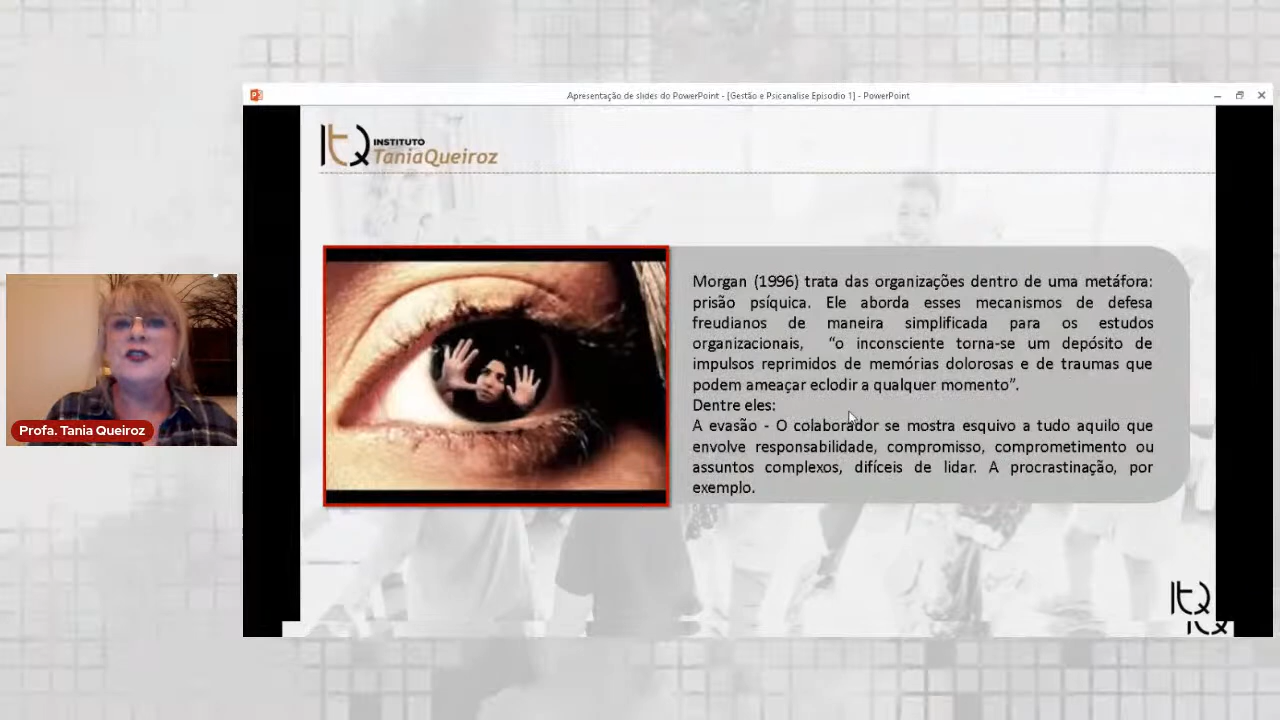 Apresentação de slides do PowerPoint - [Gestão e Psicanalise Episodio 1] - PowerPoint
INSTITUTO
TaniaQueiroz
Morgan (1996) trata das organizações dentro de uma metáfora:
prisão psíquica. Ele aborda esses mecanismos de defesa
freudianos de maneira simplificada para os estudos
organizacionais, “o inconsciente torna-se um depósito de
impulsos reprimidos de memórias dolorosas e de traumas que
podem ameaçar eclodir a qualquer momento”.
Dentre eles:
A evasão - O colaborador se mostra esquivo a tudo aquilo que
envolve responsabilidade, compromisso, comprometimento ou
assuntos complexos, difíceis de lidar. A procrastinação, por
exemplo.
Profa. Tania Queiroz